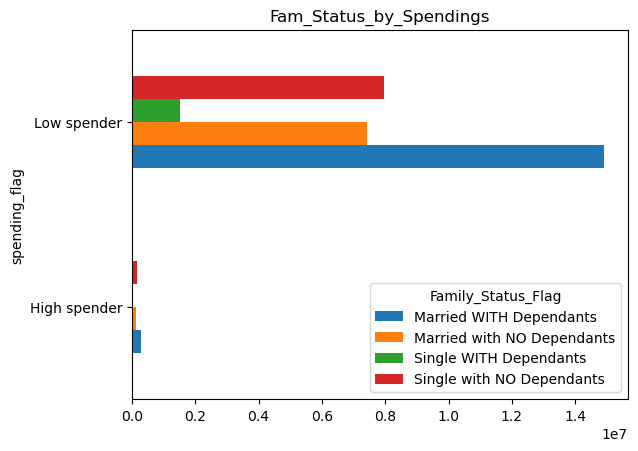 Fam_Status_by_Spendings
Low spender
High spender
spending_flag
Family_Status_Flag
Married WITH Dependants
Married with NO Dependants
Single WITH Dependants
Single with NO Dependants
0.0 0.2 0.4 0.6 0.8 1.0 1.2 1.4
1e7